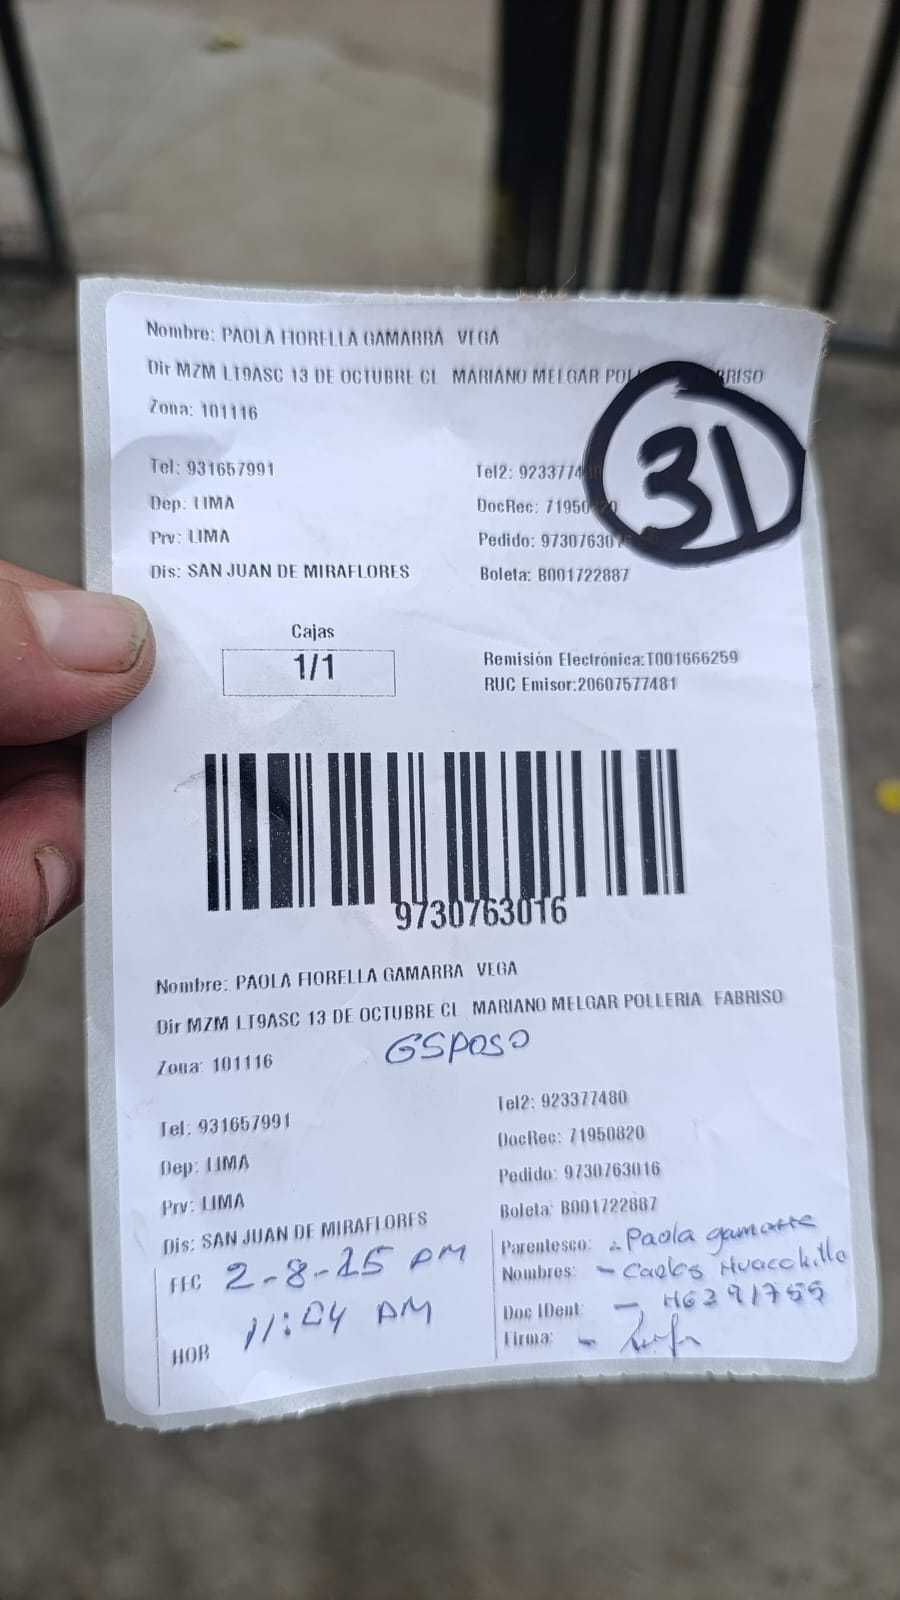 Nombre: PAOLA FIORELLA GAMARRA VEGA
Dir MZM LT9ASC 13 DE OCTUBRE CL MARIANO MELGAR
Zona: 101116
31
Tel: 931657991
Tel2:
Dep: LIMA
DocRec:
Prv: LIMA
Pedido:
Dis: SAN JUAN DE MIRAFLORES
Boleta: B001722887
Cajas
1/1
Remisión Electrónica:T001666259
RUC Emisor:20607577481
9730763016
Nombre: PAOLA FIORELLA GAMARRA VEGA
Dir MZM LT9ASC 13 DE OCTUBRE CL MARIANO MELGAR POLLERIA FABRISO
Zona: 101116
ESPOSO
Tel: 931657991
Tel2: 923377480
Dep: LIMA
DocRec: 71950820
Prv: LIMA
Pedido: 9730763016
Dis: SAN JUAN DE MIRAFLORES
Boleta: B001722887
FEC 2-8-25 AM
Parentesco: Paola
Nombres: - Carlos
HOR 11:04 AM
Doc IDent: -
Firma: -